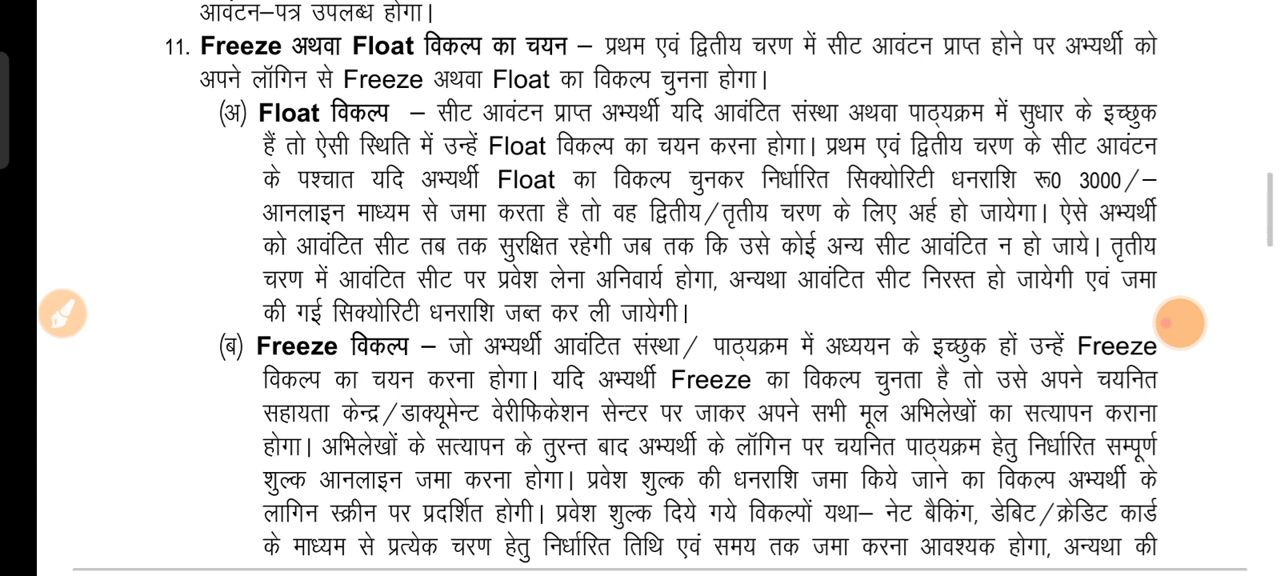 आवंटन–पत्र उपलब्ध होगा।
11. Freeze अथवा Float विकल्प का चयन – प्रथम एवं द्वितीय चरण में सीट आवंटन प्राप्त होने पर अभ्यर्थी को
अपने लॉगिन से Freeze अथवा Float का विकल्प चुनना होगा।
(अ) Float विकल्प – सीट आवंटन प्राप्त अभ्यर्थी यदि आवंटित संस्था अथवा पाठ्यक्रम में सुधार के इच्छुक
हैं तो ऐसी स्थिति में उन्हें Float विकल्प का चयन करना होगा। प्रथम एवं द्वितीय चरण के सीट आवंटन
के पश्चात यदि अभ्यर्थी Float का विकल्प चुनकर निर्धारित सिक्योरिटी धनराशि रू0 3000/–
आनलाइन माध्यम से जमा करता है तो वह द्वितीय/तृतीय चरण के लिए अर्ह हो जायेगा। ऐसे अभ्यर्थी
को आवंटित सीट तब तक सुरक्षित रहेगी जब तक कि उसे कोई अन्य सीट आवंटित न हो जाये। तृतीय
चरण में आवंटित सीट पर प्रवेश लेना अनिवार्य होगा, अन्यथा आवंटित सीट निरस्त हो जायेगी एवं जमा
की गई सिक्योरिटी धनराशि जब्त कर ली जायेगी।
(ब) Freeze विकल्प – जो अभ्यर्थी आवंटित संस्था/ पाठ्यक्रम में अध्ययन के इच्छुक हों उन्हें Freeze
विकल्प का चयन करना होगा। यदि अभ्यर्थी Freeze का विकल्प चुनता है तो उसे अपने चयनित
सहायता केन्द्र/डाक्यूमेन्ट वेरीफिकेशन सेन्टर पर जाकर अपने सभी मूल अभिलेखों का सत्यापन कराना
होगा। अभिलेखों के सत्यापन के तुरन्त बाद अभ्यर्थी के लॉगिन पर चयनित पाठ्यक्रम हेतु निर्धारित सम्पूर्ण
शुल्क आनलाइन जमा करना होगा। प्रवेश शुल्क की धनराशि जमा किये जाने का विकल्प अभ्यर्थी के
लागिन स्क्रीन पर प्रदर्शित होगी। प्रवेश शुल्क दिये गये विकल्पों यथा– नेट बैकिंग, डेबिट/क्रेडिट कार्ड
के माध्यम से प्रत्येक चरण हेतु निर्धारित तिथि एवं समय तक जमा करना आवश्यक होगा, अन्यथा की